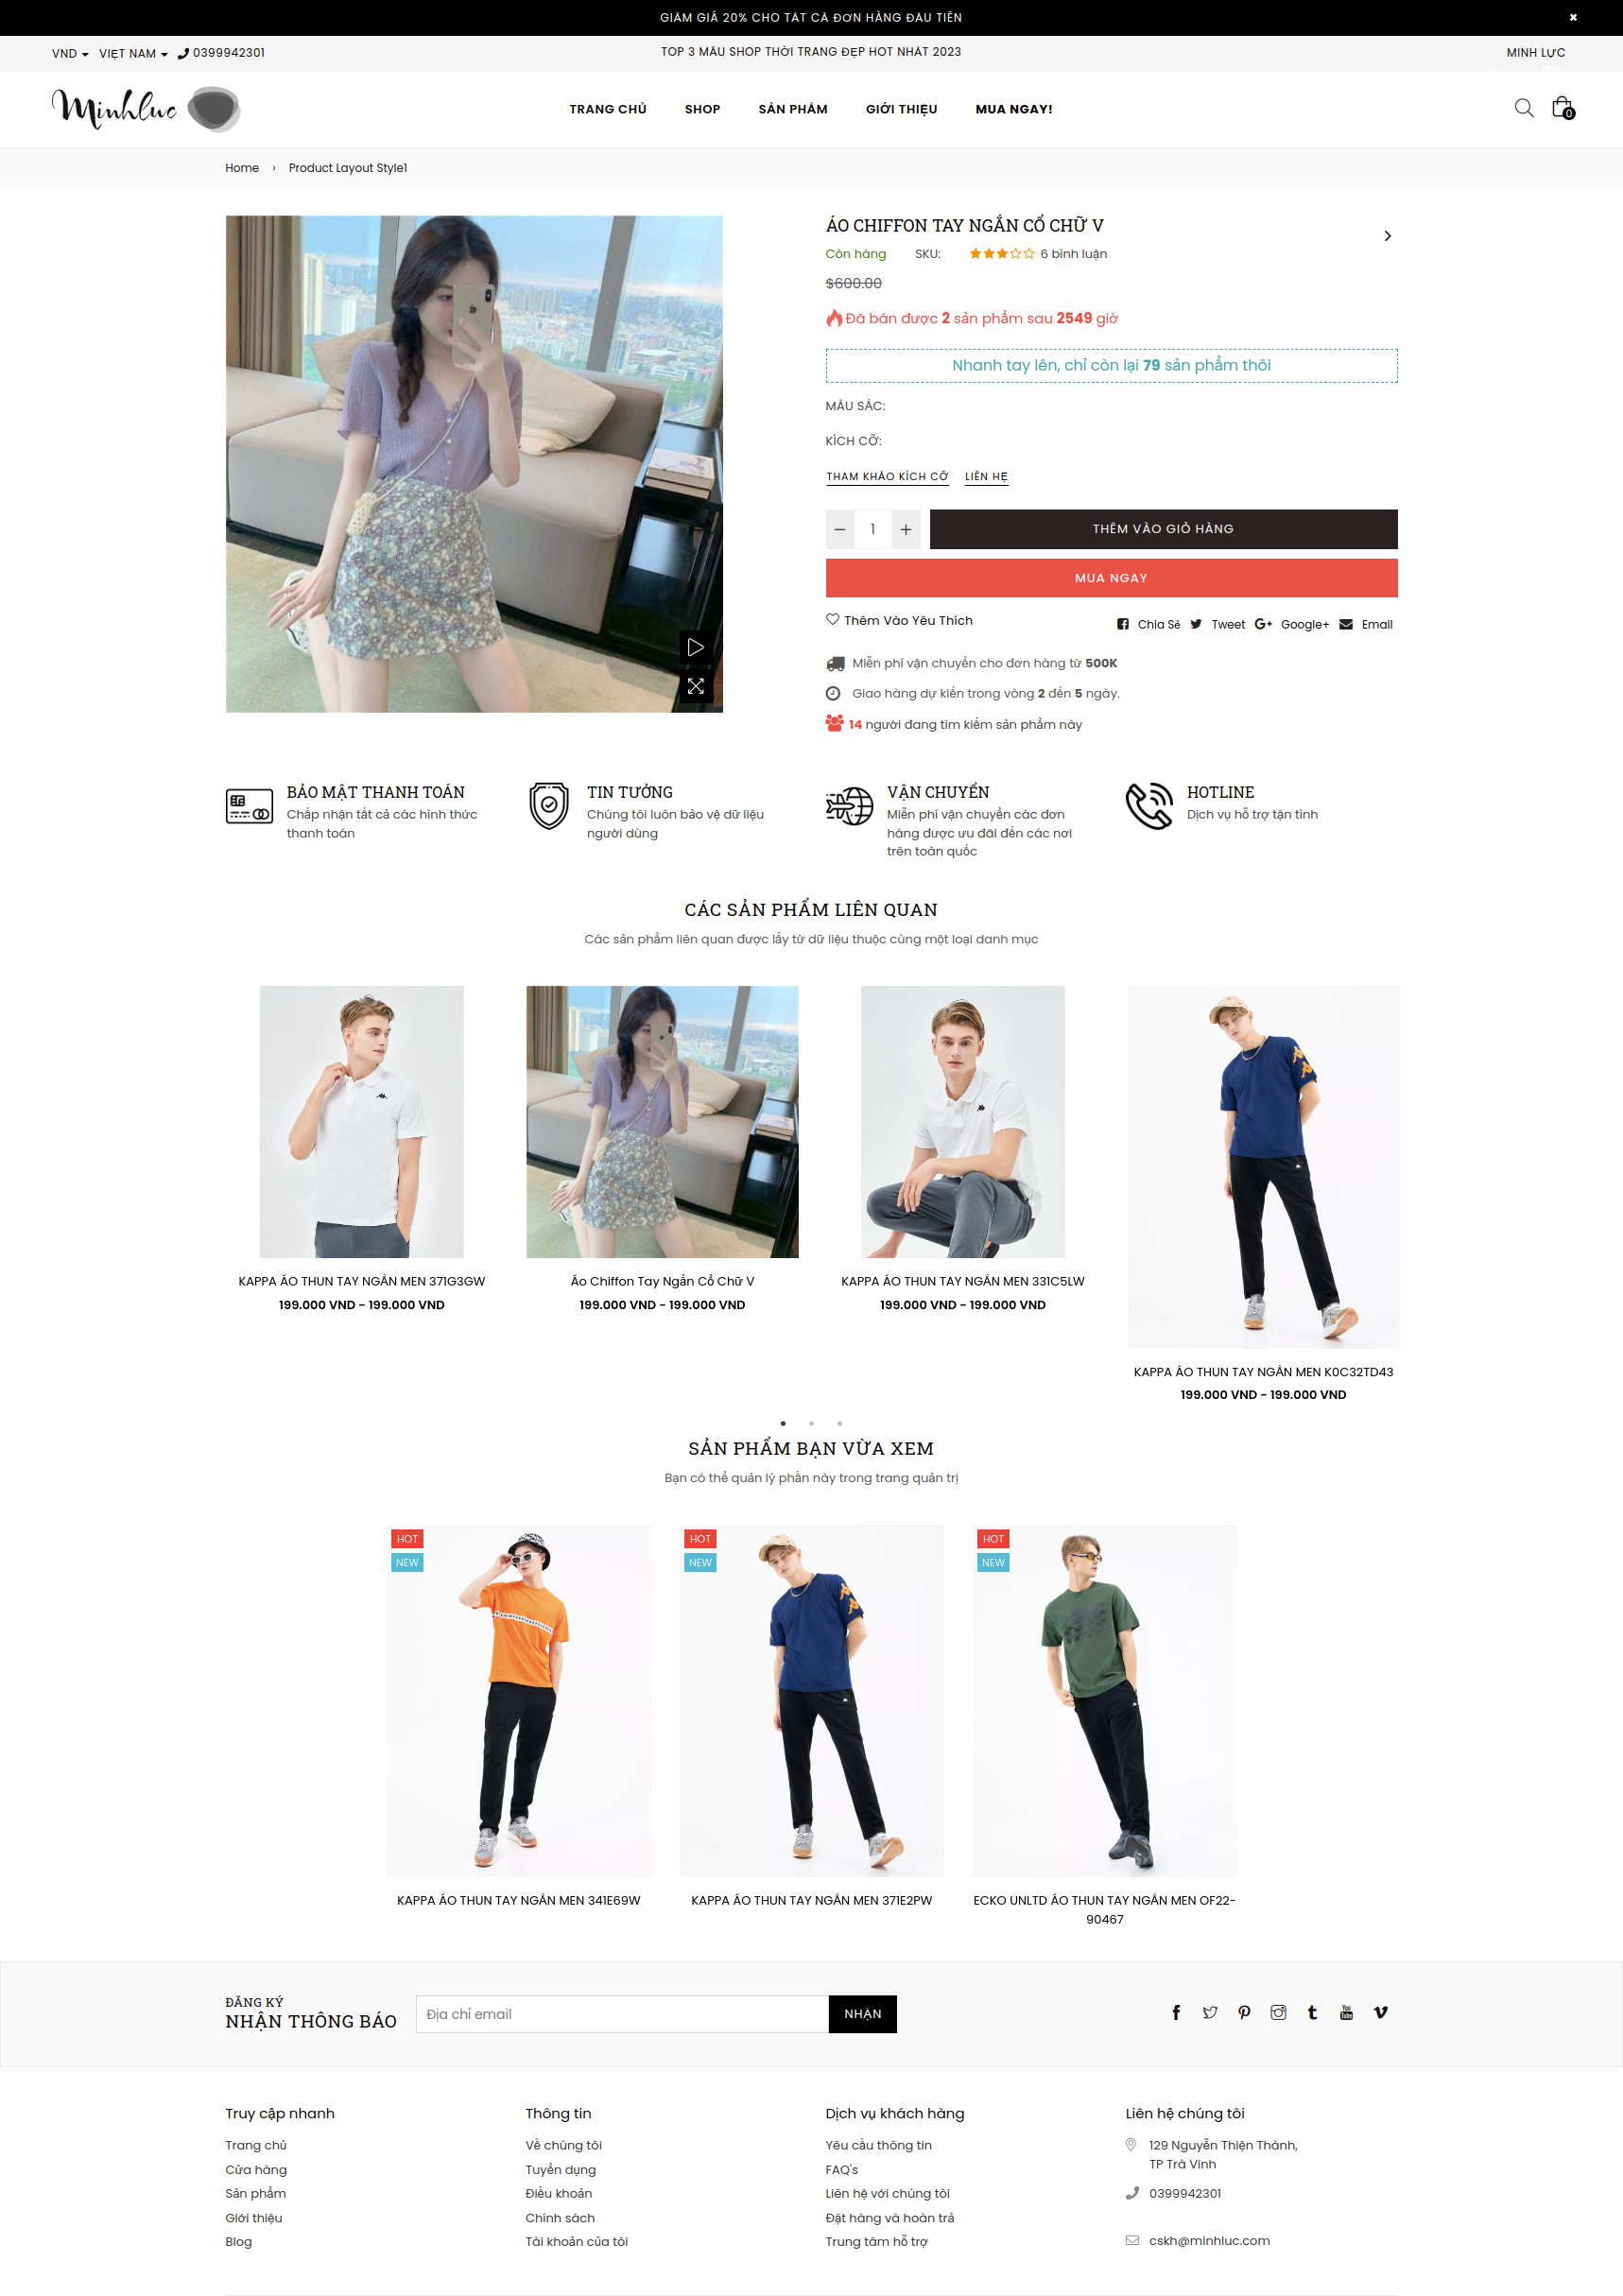 GIẢM GIÁ 20% CHO TẤT CẢ ĐƠN HÀNG ĐẦU TIÊN
VND VIỆT NAM 0399942301
TOP 3 MẪU SHOP THỜI TRANG ĐẸP HOT NHẤT 2023
MINH LỰC
Minhluc
TRANG CHỦ SHOP SẢN PHẨM GIỚI THIỆU MUA NGAY!
0
Home › Product Layout Style1
ÁO CHIFFON TAY NGẮN CỔ CHỮ V
Còn hàng SKU: 6 bình luận
$600.00
Đã bán được 2 sản phẩm sau 2549 giờ
Nhanh tay lên, chỉ còn lại 79 sản phẩm thôi
MÀU SẮC:
KÍCH CỠ:
THAM KHẢO KÍCH CỠ LIÊN HỆ
1
THÊM VÀO GIỎ HÀNG
MUA NGAY
Thêm Vào Yêu Thích
Chia Sẻ Tweet Google+ Email
Miễn phí vận chuyển cho đơn hàng từ 500K
Giao hàng dự kiến trong vòng 2 đến 5 ngày.
14 người đang tìm kiếm sản phẩm này
BẢO MẬT THANH TOÁN
Chấp nhận tất cả các hình thức
thanh toán
TIN TƯỞNG
Chúng tôi luôn bảo vệ dữ liệu
người dùng
VẬN CHUYỂN
Miễn phí vận chuyển các đơn
hàng được ưu đãi đến các nơi
trên toàn quốc
HOTLINE
Dịch vụ hỗ trợ tận tình
CÁC SẢN PHẨM LIÊN QUAN
Các sản phẩm liên quan được lấy từ dữ liệu thuộc cùng một loại danh mục
KAPPA ÁO THUN TAY NGẮN MEN 371G3GW
199.000 VND - 199.000 VND
Áo Chiffon Tay Ngắn Cổ Chữ V
199.000 VND - 199.000 VND
KAPPA ÁO THUN TAY NGẮN MEN 331C5LW
199.000 VND - 199.000 VND
KAPPA ÁO THUN TAY NGẮN MEN K0C32TD43
199.000 VND - 199.000 VND
SẢN PHẨM BẠN VỪA XEM
Bạn có thể quản lý phần này trong trang quản trị
HOT
NEW
HOT
NEW
HOT
NEW
KAPPA ÁO THUN TAY NGẮN MEN 341E69W
KAPPA ÁO THUN TAY NGẮN MEN 371E2PW
ECKO UNLTD ÁO THUN TAY NGẮN MEN OF22-
90467
ĐĂNG KÝ
NHẬN THÔNG BÁO
Địa chỉ email
NHẬN
Truy cập nhanh
Trang chủ
Cửa hàng
Sản phẩm
Giới thiệu
Blog
Thông tin
Về chúng tôi
Tuyển dụng
Điều khoản
Chính sách
Tài khoản của tôi
Dịch vụ khách hàng
Yêu cầu thông tin
FAQ's
Liên hệ với chúng tôi
Đặt hàng và hoàn trả
Trung tâm hỗ trợ
Liên hệ chúng tôi
129 Nguyễn Thiện Thành,
TP Trà Vinh
0399942301
cskh@minhluc.com